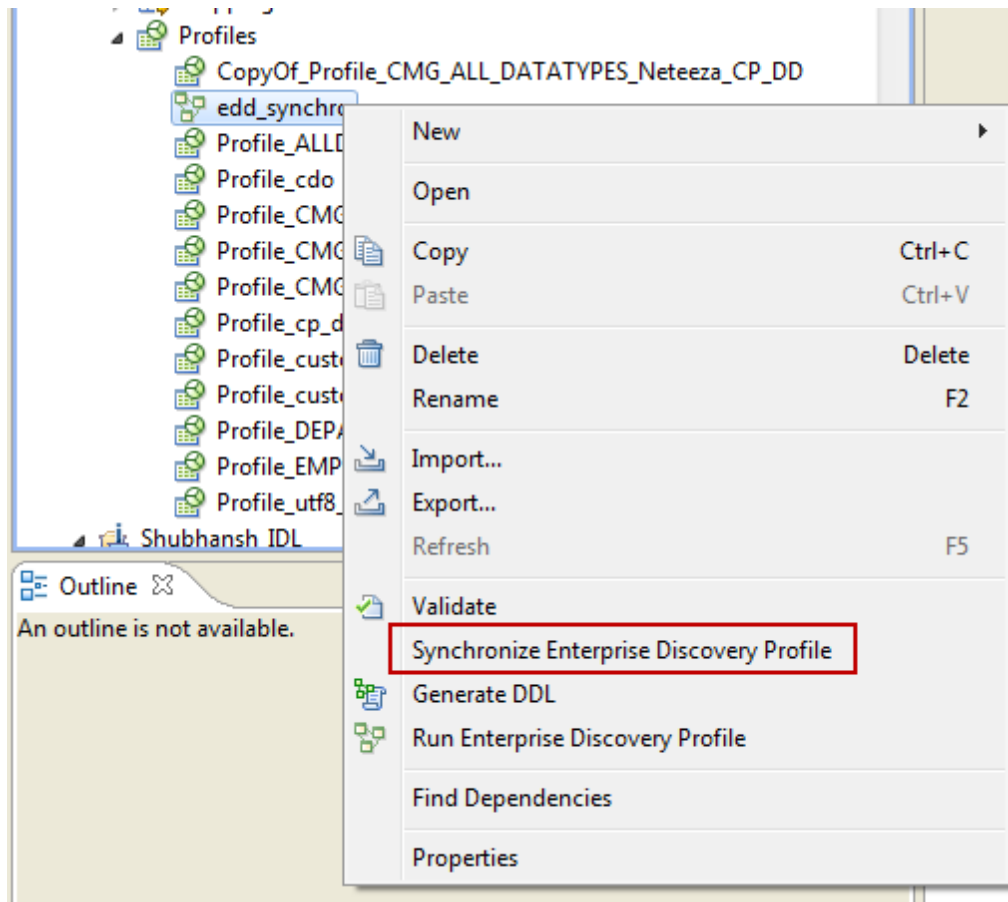 Profiles
CopyOf_Profile_CMG_ALL_DATATYPES_Neteeza_CP_DD
edd_synchro
Profile_ALLD
Profile_cdo
Profile_CMG
Profile_CMG
Profile_CMG
Profile_cp_d
Profile_custo
Profile_custo
Profile_DEPA
Profile_EMP
Profile_utf8_
Shubhansh_IDL
Outline
An outline is not available.
New
Open
Copy Ctrl+C
Paste Ctrl+V
Delete Delete
Rename F2
Import...
Export...
Refresh F5
Validate
Synchronize Enterprise Discovery Profile
Generate DDL
Run Enterprise Discovery Profile
Find Dependencies
Properties